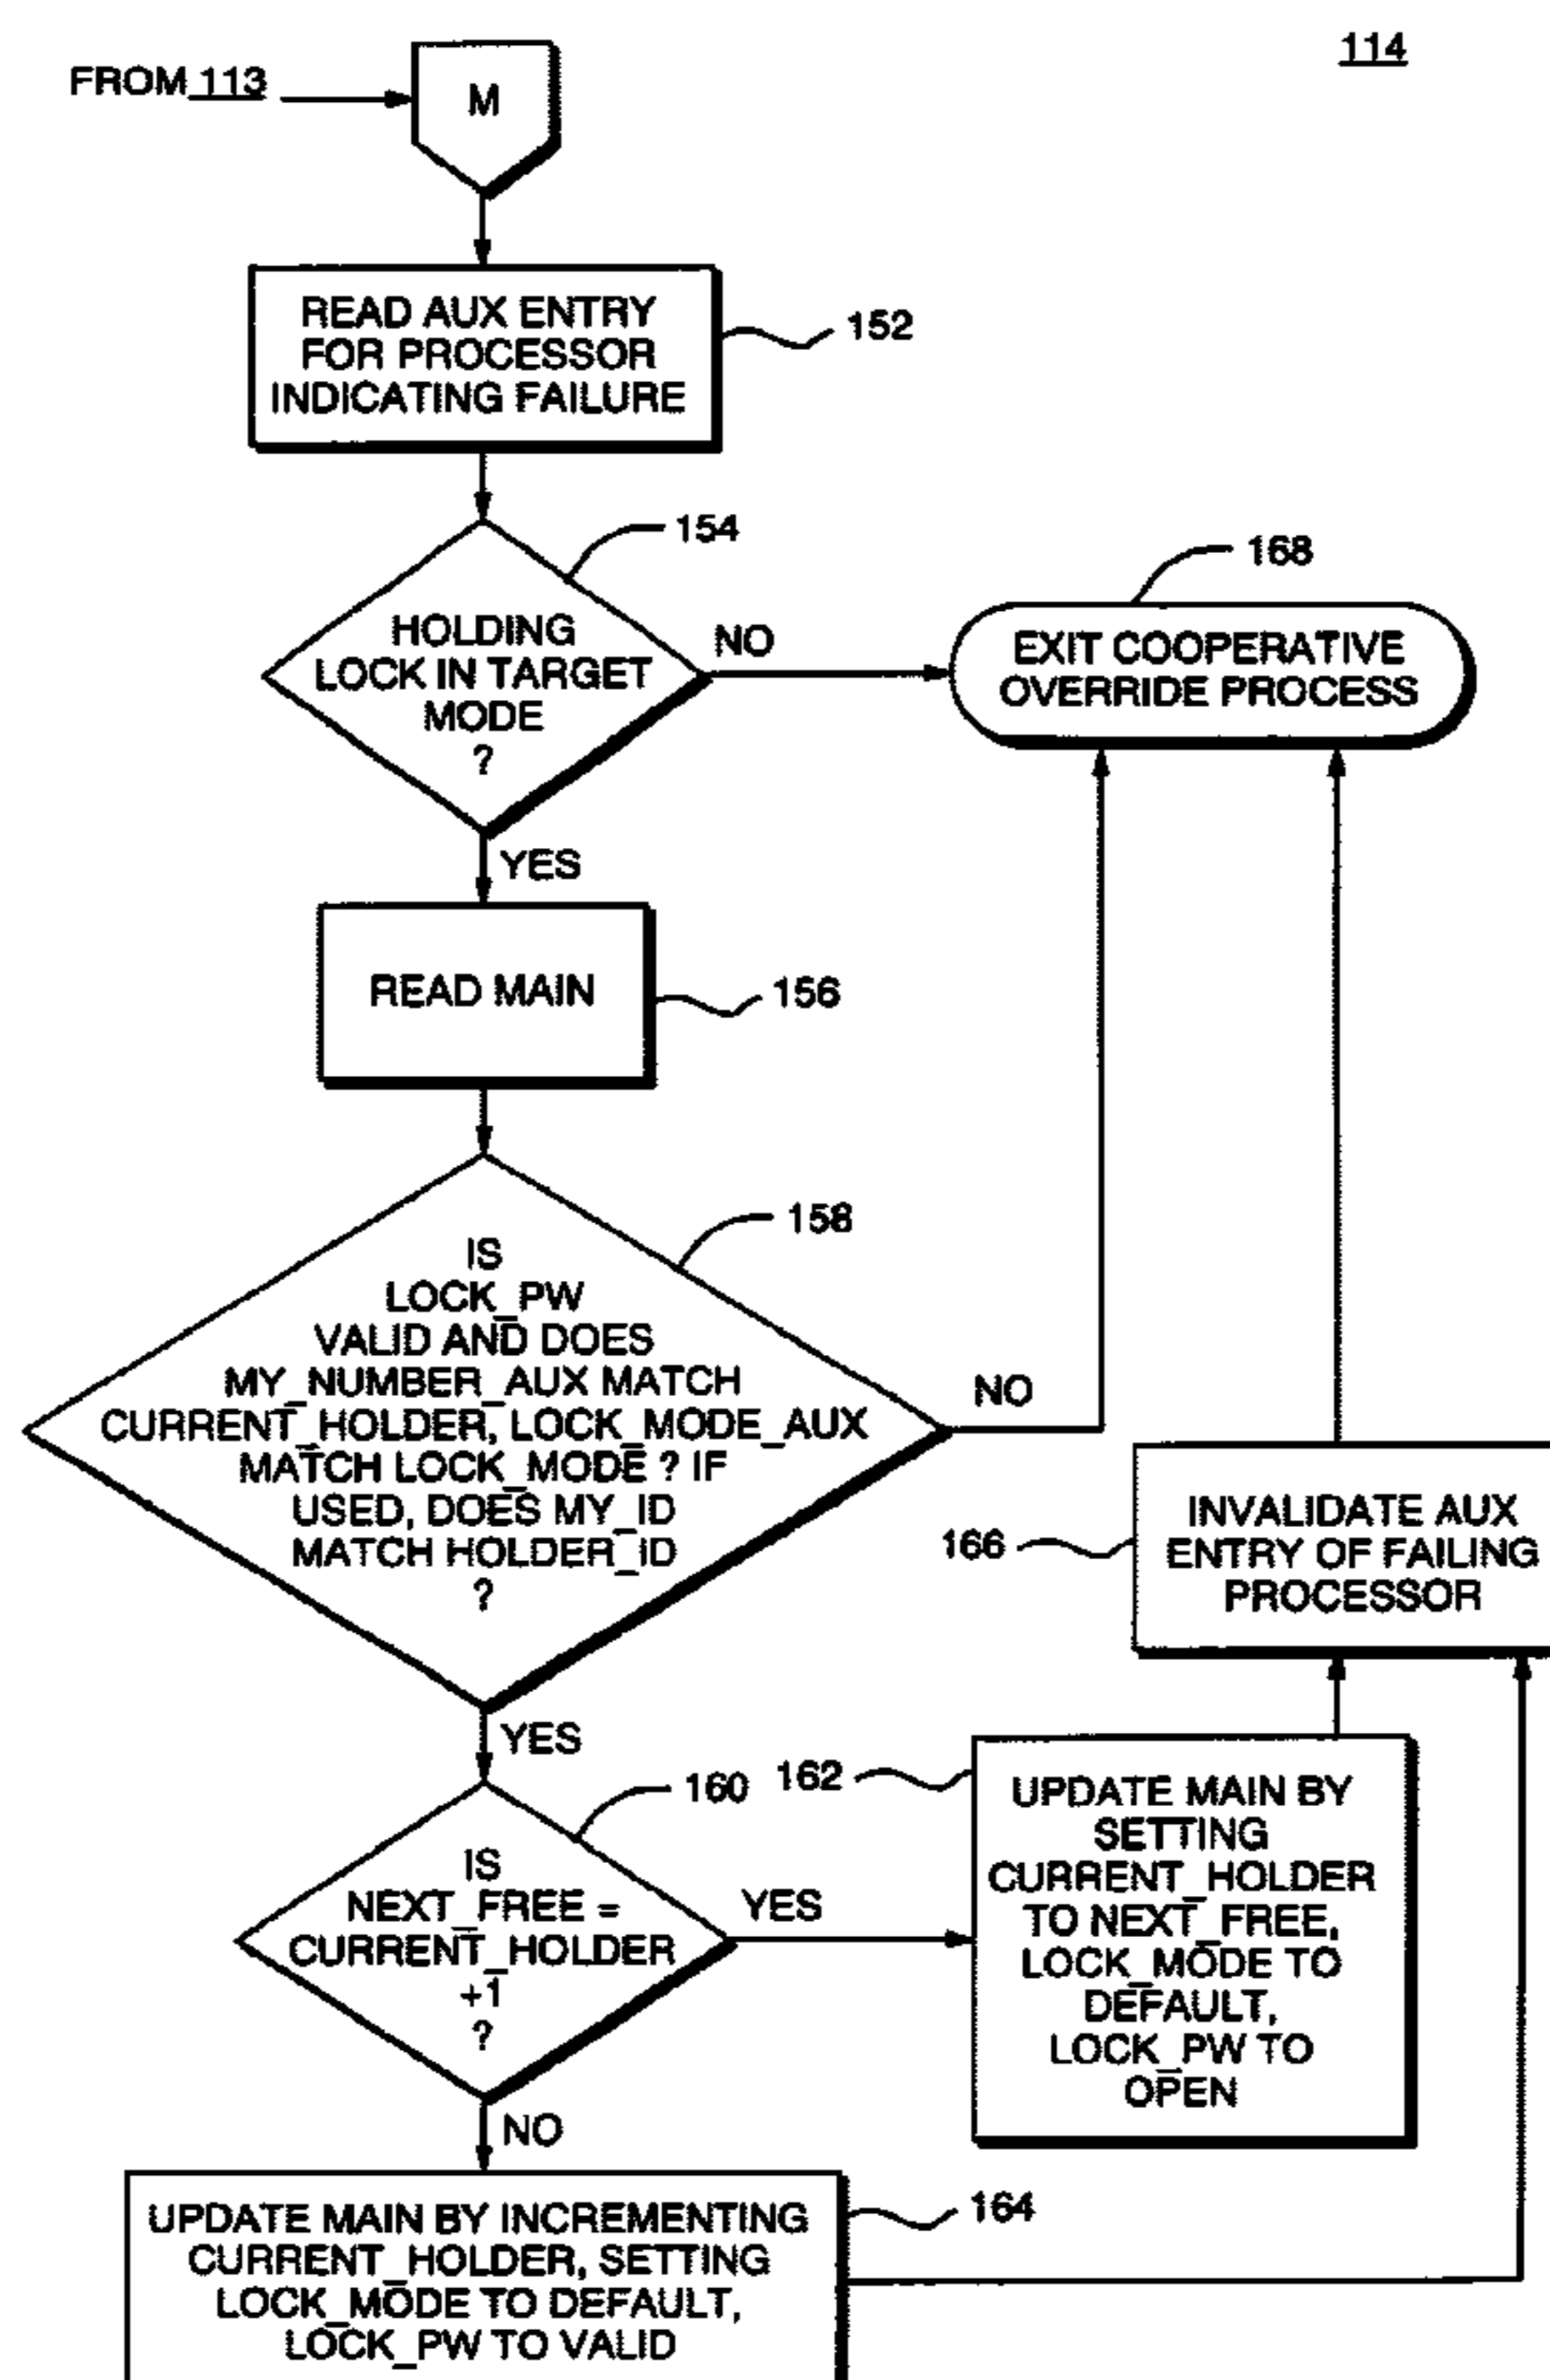 114
FROM 113
M
READ AUX ENTRY
FOR PROCESSOR
INDICATING FAILURE
152
154
HOLDING
LOCK IN TARGET
MODE
?
NO
168
EXIT COOPERATIVE
OVERRIDE PROCESS
YES
READ MAIN
156
158
IS
LOCK_PW
VALID AND DOES
MY_NUMBER_AUX MATCH
CURRENT_HOLDER, LOCK_MODE_AUX
MATCH LOCK_MODE ? IF
USED, DOES MY_ID
MATCH HOLDER_ID
?
NO
166
INVALIDATE AUX
ENTRY OF FAILING
PROCESSOR
YES
160
IS
NEXT_FREE =
CURRENT_HOLDER
+1
?
YES
162
UPDATE MAIN BY
SETTING
CURRENT_HOLDER
TO NEXT_FREE,
LOCK_MODE TO
DEFAULT,
LOCK_PW TO
OPEN
NO
UPDATE MAIN BY INCREMENTING
CURRENT_HOLDER, SETTING
LOCK_MODE TO DEFAULT,
LOCK_PW TO VALID
164